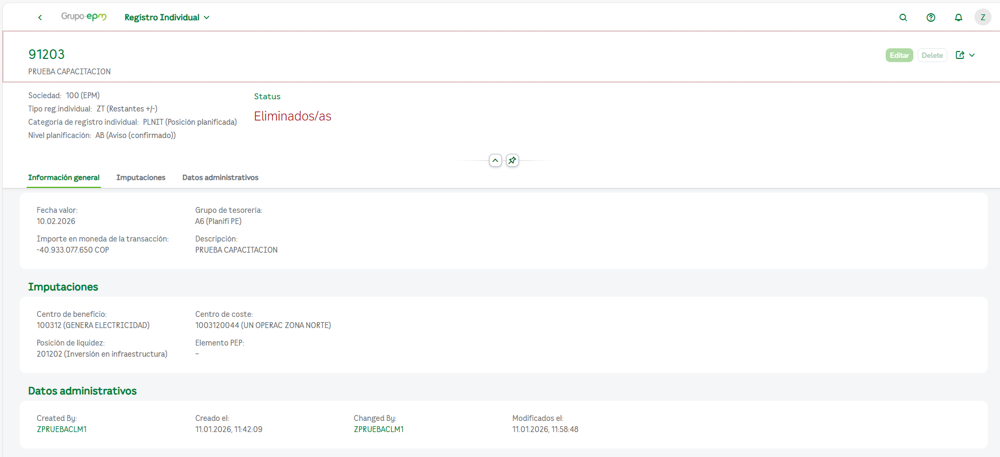 Grupo·epm
Registro Individual
Z
91203
Editar
Delete
PRUEBA CAPACITACION
Sociedad: 100 (EPM)
Tipo reg.individual: ZT (Restantes +/-)
Categoría de registro individual: PLNIT (Posición planificada)
Nivel planificación: AB (Aviso (confirmado))
Status
Eliminados/as
Información general
Imputaciones
Datos administrativos
Fecha valor:
10.02.2026
Grupo de tesorería:
A6 (Planifi PE)
Importe en moneda de la transacción:
-40.933.077.650 COP
Descripción:
PRUEBA CAPACITACION
Imputaciones
Centro de beneficio:
100312 (GENERA ELECTRICIDAD)
Centro de coste:
1003120044 (UN OPERAC ZONA NORTE)
Posición de liquidez:
201202 (Inversión en infraestructura)
Elemento PEP:
–
Datos administrativos
Created By:
ZPRUEBACLM1
Creado el:
11.01.2026, 11:42:09
Changed By:
ZPRUEBACLM1
Modificados el:
11.01.2026, 11:58:48